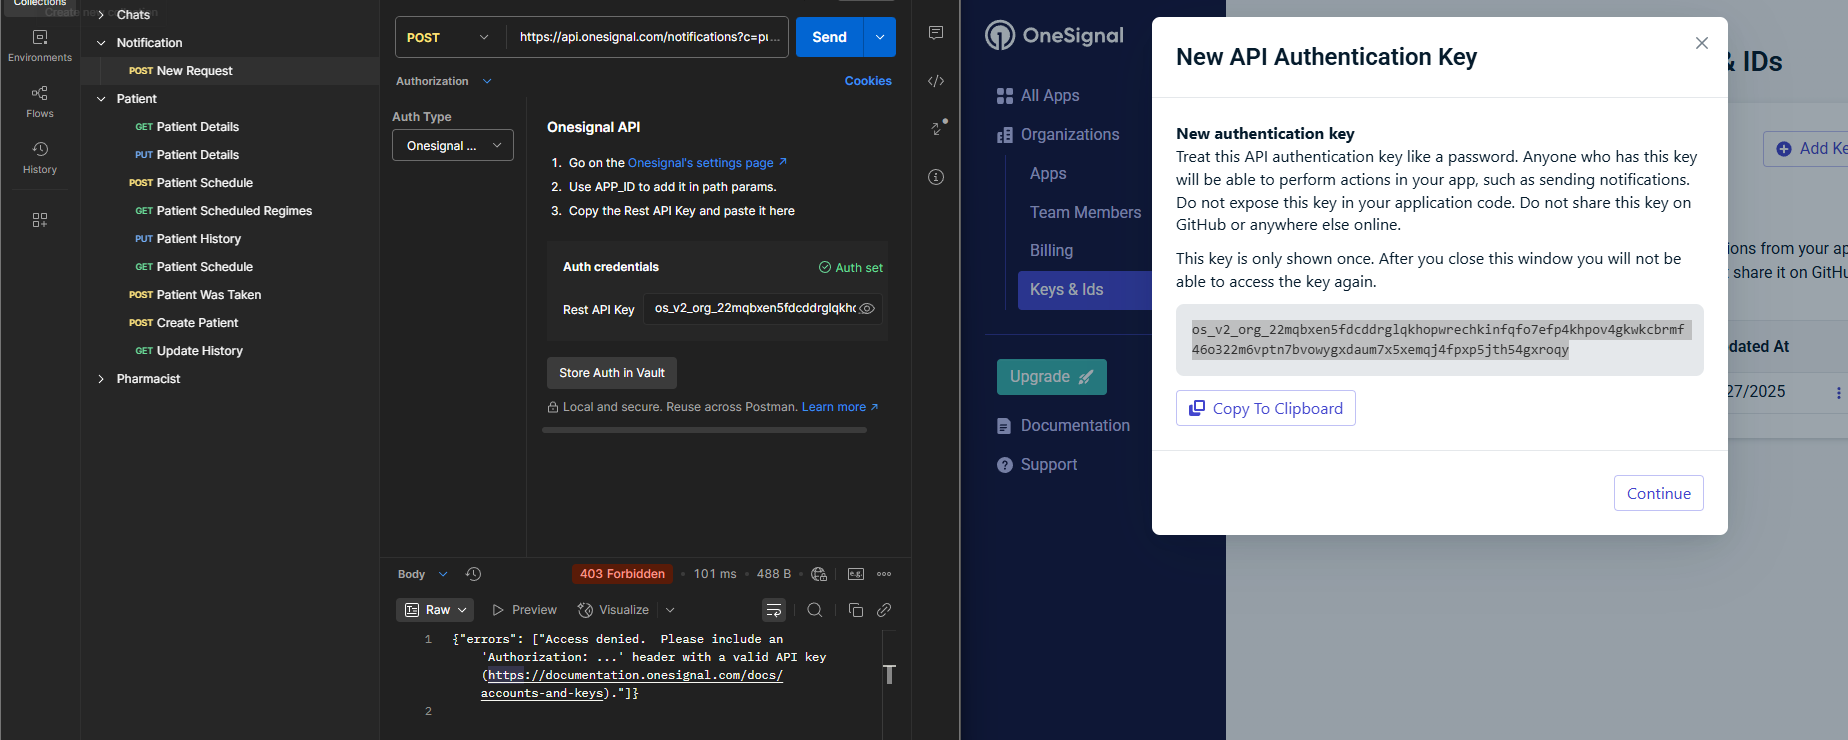 Collections
Create new collection
Environments
Flows
History
Chats
Notification
POST New Request
Patient
GET Patient Details
PUT Patient Details
POST Patient Schedule
GET Patient Scheduled Regimes
PUT Patient History
GET Patient Schedule
POST Patient Was Taken
POST Create Patient
GET Update History
Pharmacist
POST
https://api.onesignal.com/notifications?c=pu...
Send
Authorization
Cookies
Auth Type
Onesignal ...
Onesignal API
1. Go on the Onesignal's settings page ↗
2. Use APP_ID to add it in path params.
3. Copy the Rest API Key and paste it here
Auth credentials
Auth set
Rest API Key
os_v2_org_22mqbxen5fdcddrglqkho
Store Auth in Vault
Local and secure. Reuse across Postman. Learn more ↗
Body
403 Forbidden • 101 ms • 488 B
e.g.
Raw
Preview
Visualize
1 {"errors": ["Access denied.  Please include an
'Authorization: ...' header with a valid API key
(https://documentation.onesignal.com/docs/
accounts-and-keys)."]}
2
T
OneSignal
All Apps
Organizations
Apps
Team Members
Billing
Keys & Ids
Upgrade
Documentation
Support
New API Authentication Key
New authentication key
Treat this API authentication key like a password. Anyone who has this key
will be able to perform actions in your app, such as sending notifications.
Do not expose this key in your application code. Do not share this key on
GitHub or anywhere else online.
This key is only shown once. After you close this window you will not be
able to access the key again.
os_v2_org_22mqbxen5fdcddrglqkhopwrechkinfqfo7efp4khpov4gkwkcbrmf
46o322m6vptn7bvowygxdaum7x5xemqj4fpxp5jth54gxroqy
Copy To Clipboard
Continue
& IDs
Add Ke
ions from your ap
share it on GitHu
dated At
27/2025